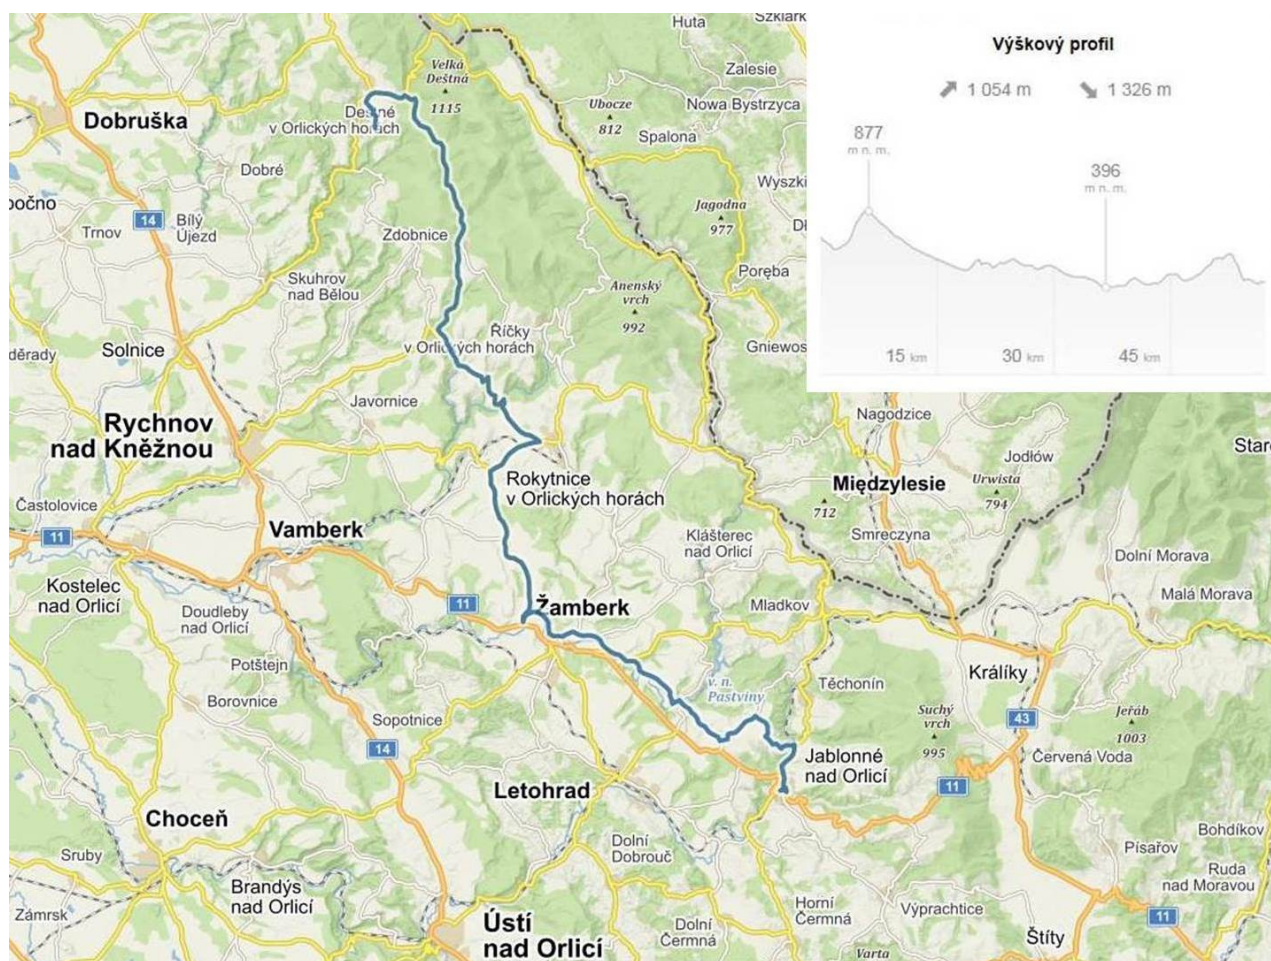 Huta
Szklark
Velká
Deštná
1115
Zalesie
Ubocze
812
Nowa Bystrzyca
Dobruška
Deštné
v Orlických horách
Spalona
Dobré
Wyszki
počno
14
Bílý
Újezd
Trnov
Zdobnice
Jagodna
977
Skuhrov
nad Bělou
Poręba
Anenský
vrch
992
Říčky
v Orlických horách
Solnice
děrady
Gniewos
Javornice
Rychnov
nad Kněžnou
Nagodzice
Jodłów
Star
Rokytnice
v Orlických horách
Międzylesie
Urwista
794
712
Častolovice
11
Vamberk
Klášterec
nad Orlicí
Smreczyna
Dolní Morava
Kostelec
nad Orlicí
Doudleby
nad Orlicí
11
Žamberk
Mladkov
Malá Morava
Potštejn
Borovnice
Sopotnice
v. n.
Pastviny
Těchonín
Králíky
Suchý
vrch
995
43
Jeřáb
1003
14
Jablonné
nad Orlicí
11
Červená Voda
Letohrad
Choceň
Bohdíkov
Sruby
Dolní
Dobrouč
Písařov
Ruda
nad Moravou
Brandýs
nad Orlicí
Zámrsk
Horní
Čermná
Výprachtice
11
Ústí
nad Orlicí
Dolní
Čermná
Štíty
Varta
Výškový profil
1 054 m
1 326 m
877
m n. m.
396
m n. m.
15 km
30 km
45 km